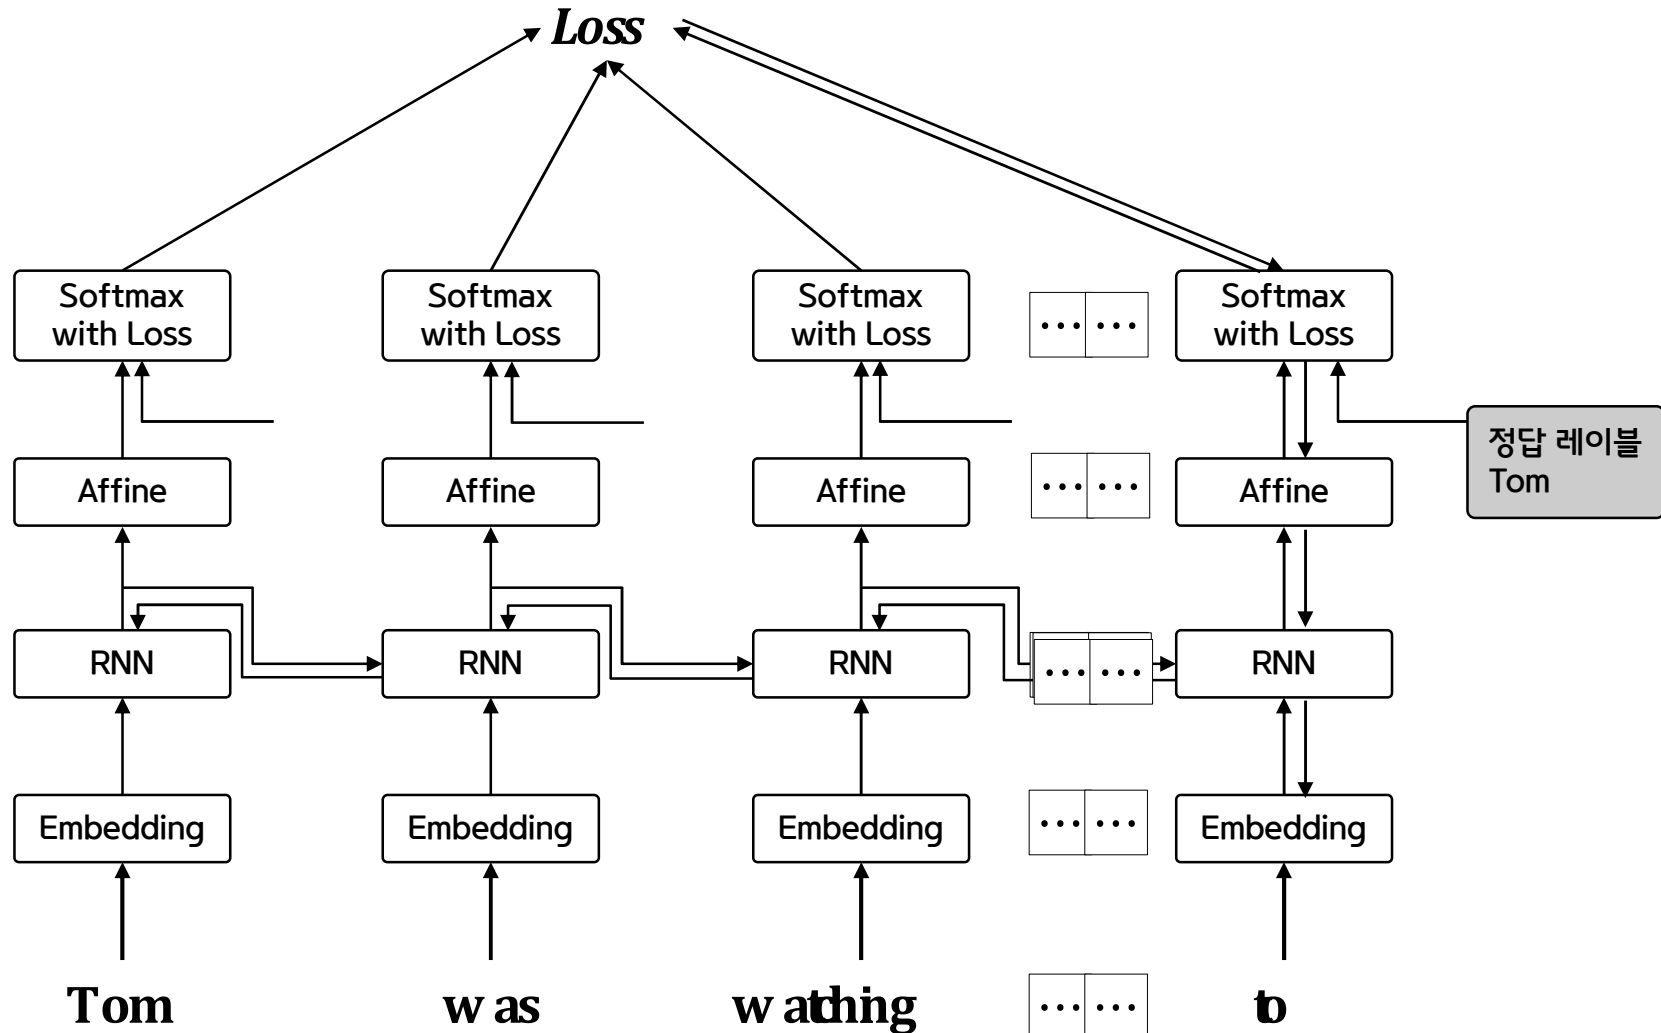 Loss
Softmax
with Loss
Softmax
with Loss
Softmax
with Loss
... ...
Softmax
with Loss
Affine
Affine
Affine
... ...
Affine
정답 레이블
Tom
RNN
RNN
RNN
... ...
RNN
Embedding
Embedding
Embedding
... ...
Embedding
Tom
was
watching
... ...
to